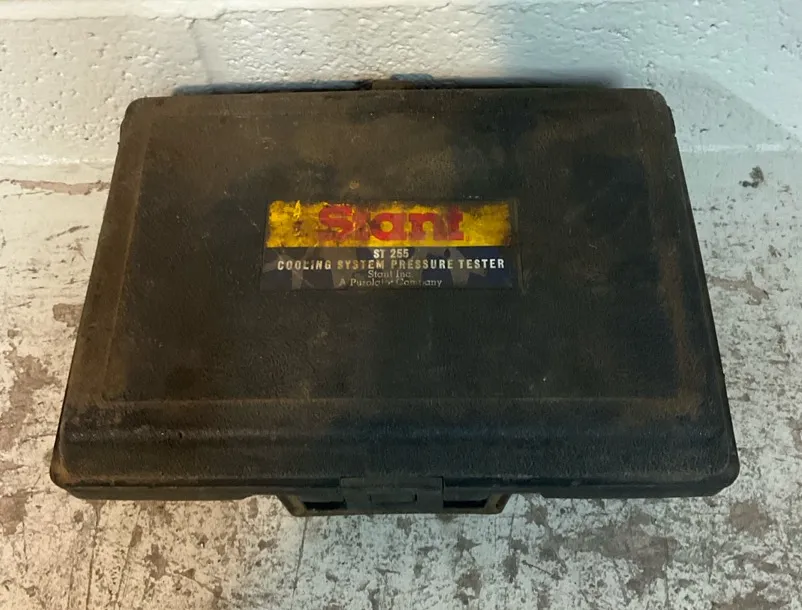 Stant
ST 255
COOLING SYSTEM PRESSURE TESTER
Stant Inc.
A Purolator Company